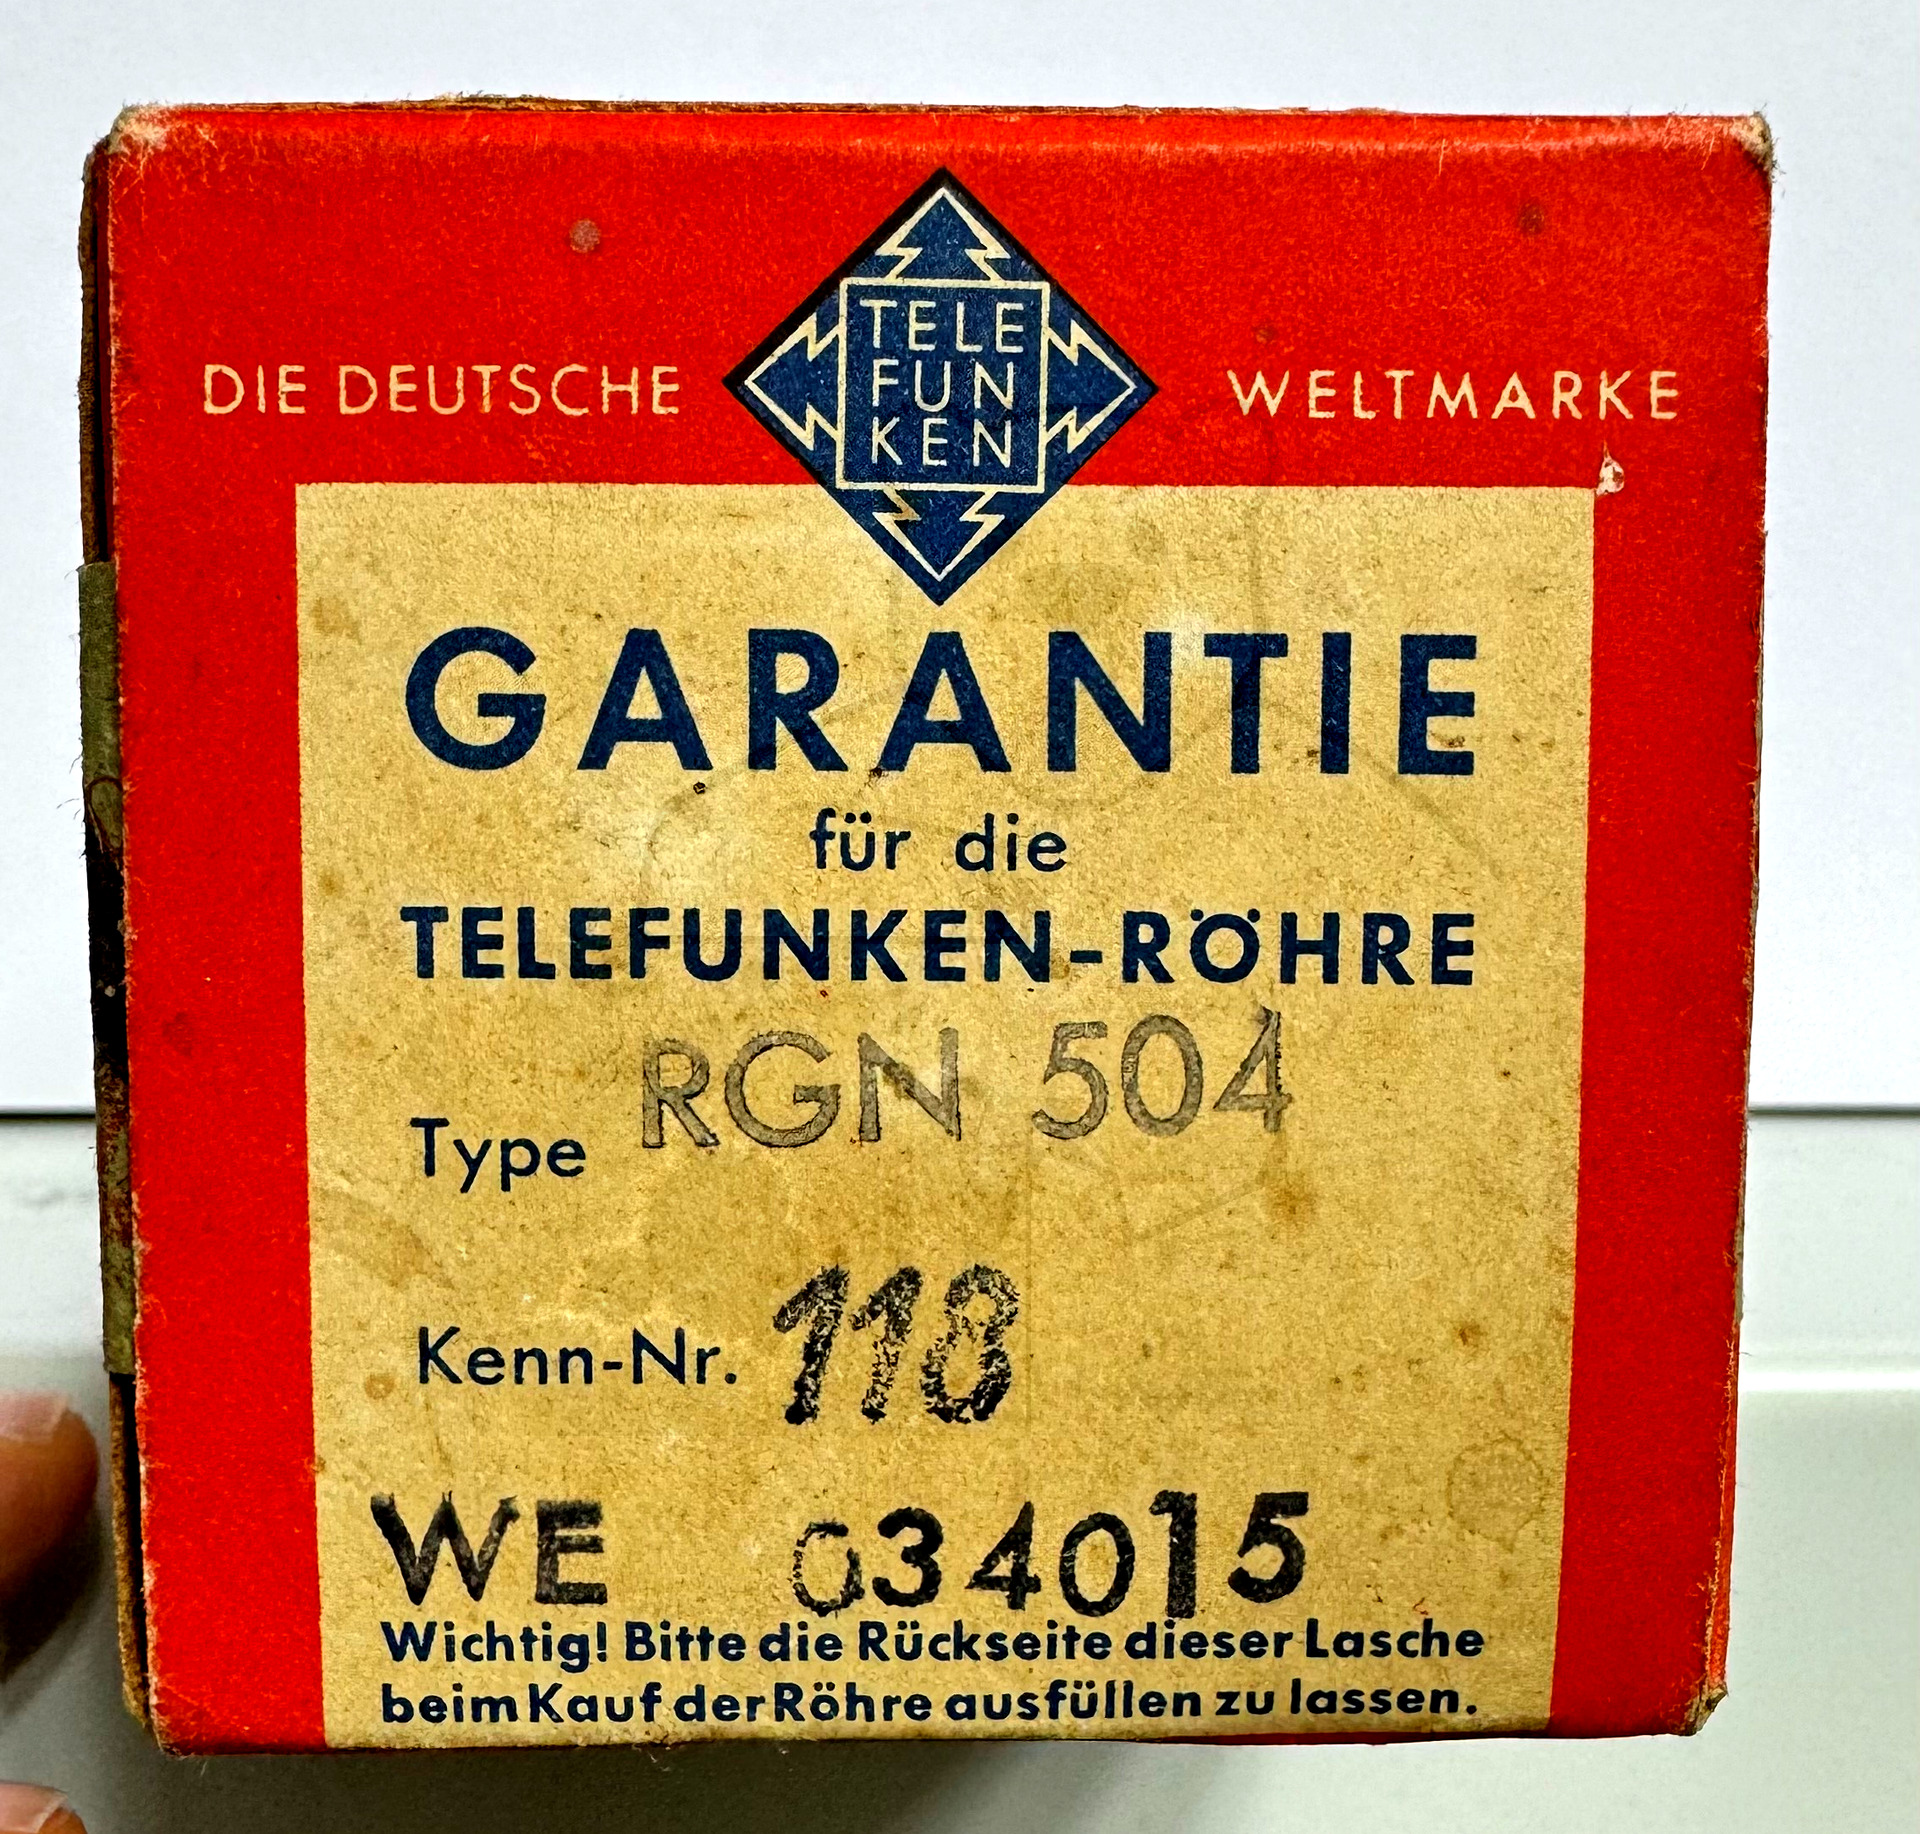 DIE DEUTSCHE WELTMARKE
TELE
FUN
KEN
GARANTIE
für die
TELEFUNKEN-RÖHRE
Type RGN 504
Kenn-Nr. 118
WE 034015
Wichtig! Bitte die Rückseite dieser Lasche
beim Kauf der Röhre ausfüllen zu lassen.